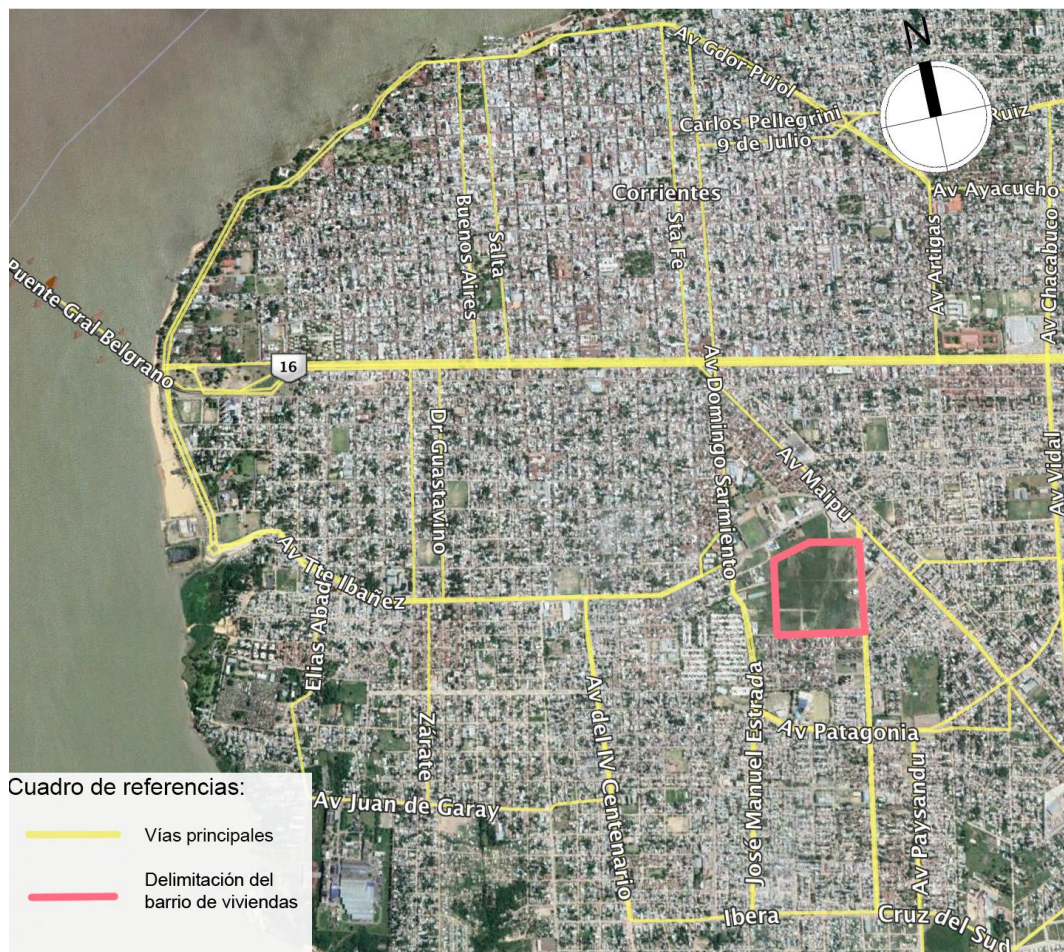 N
Av Gdor Pujol
Carlos Pellegrini
Ruiz
9 de Julio
Av Ayacucho
Corrientes
Buenos Aires
Salta
Sta Fe
Av Artigas
Av Chacabuco
Puente Gral Belgrano
16
Av Domingo Sarmiento
Dr Guastavino
Av Maipu
Av Vidal
Av Tte Ibañez
Elias Abad
Zárate
Av del IV Centenario
José Manuel Estrada
Av Patagonia
Av Paysandu
Av Juan de Garay
Ibera
Cruz del Sud
Cuadro de referencias:
Vías principales
Delimitación del
barrio de viviendas